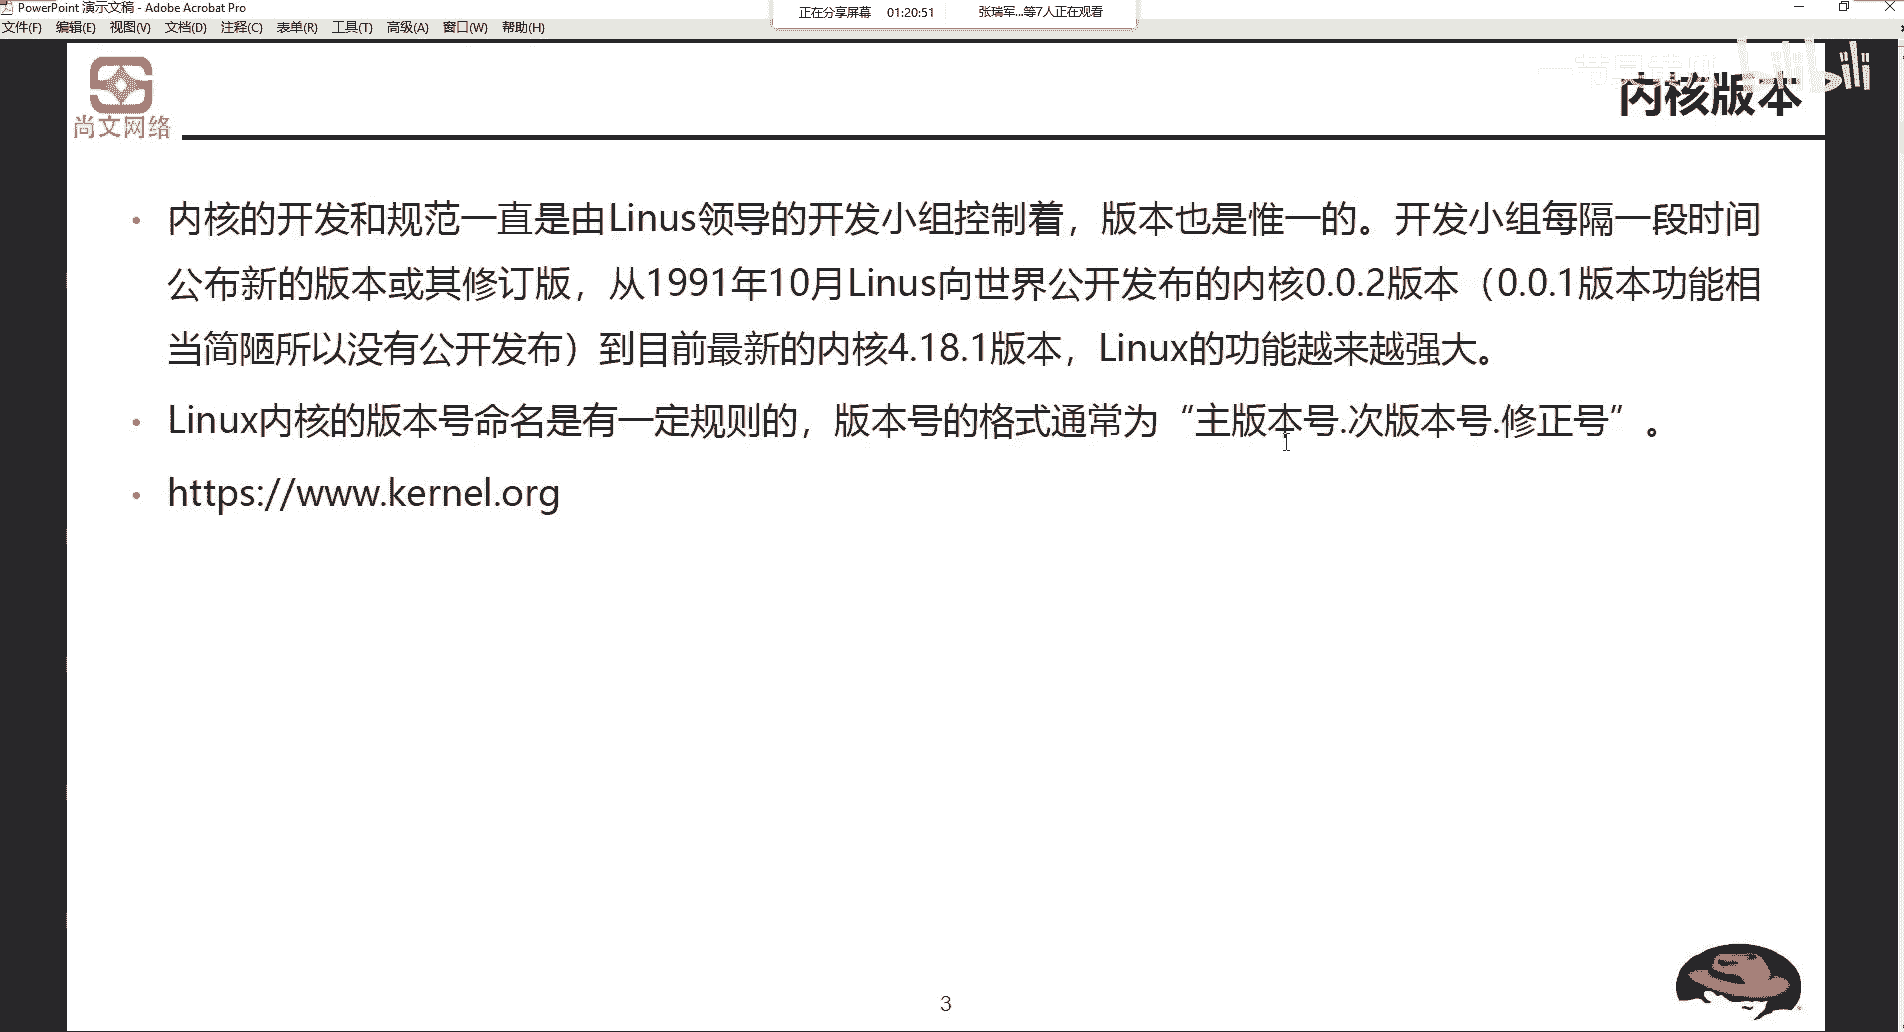 PowerPoint 演示文稿 - Adobe Acrobat Pro
正在分享屏幕 01:20:51 张瑞军...等7人正在观看
文件(F) 编辑(E) 视图(V) 文档(D) 注释(C) 表单(R) 工具(T) 高级(A) 窗口(W) 帮助(H)
bilibili
尚文网络
内核版本
• 内核的开发和规范一直是由Linus领导的开发小组控制着，版本也是惟一的。开发小组每隔一段时间
公布新的版本或其修订版，从1991年10月Linus向世界公开发布的内核0.0.2版本（0.0.1版本功能相
当简陋所以没有公开发布）到目前最新的内核4.18.1版本，Linux的功能越来越强大。
• Linux内核的版本号命名是有一定规则的，版本号的格式通常为“主版本号.次版本号.修正号”。
• https://www.kernel.org
3